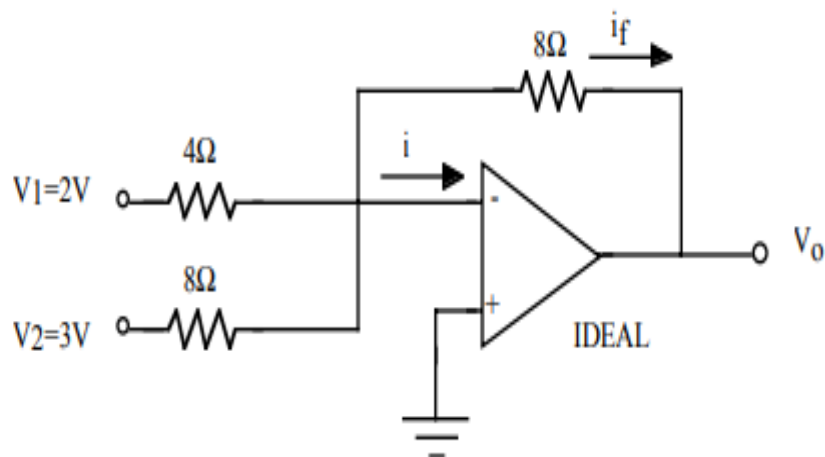 8Ω
if
4Ω
i
V1=2V
-
Vo
8Ω
+
V2=3V
IDEAL